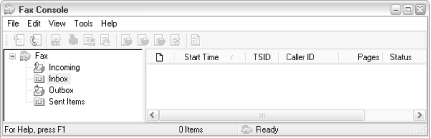 Fax Console
File Edit View Tools Help
Fax
Incoming
Inbox
Outbox
Sent Items
Start Time TSID Caller ID Pages Status
For Help, press F1 0 Items Ready